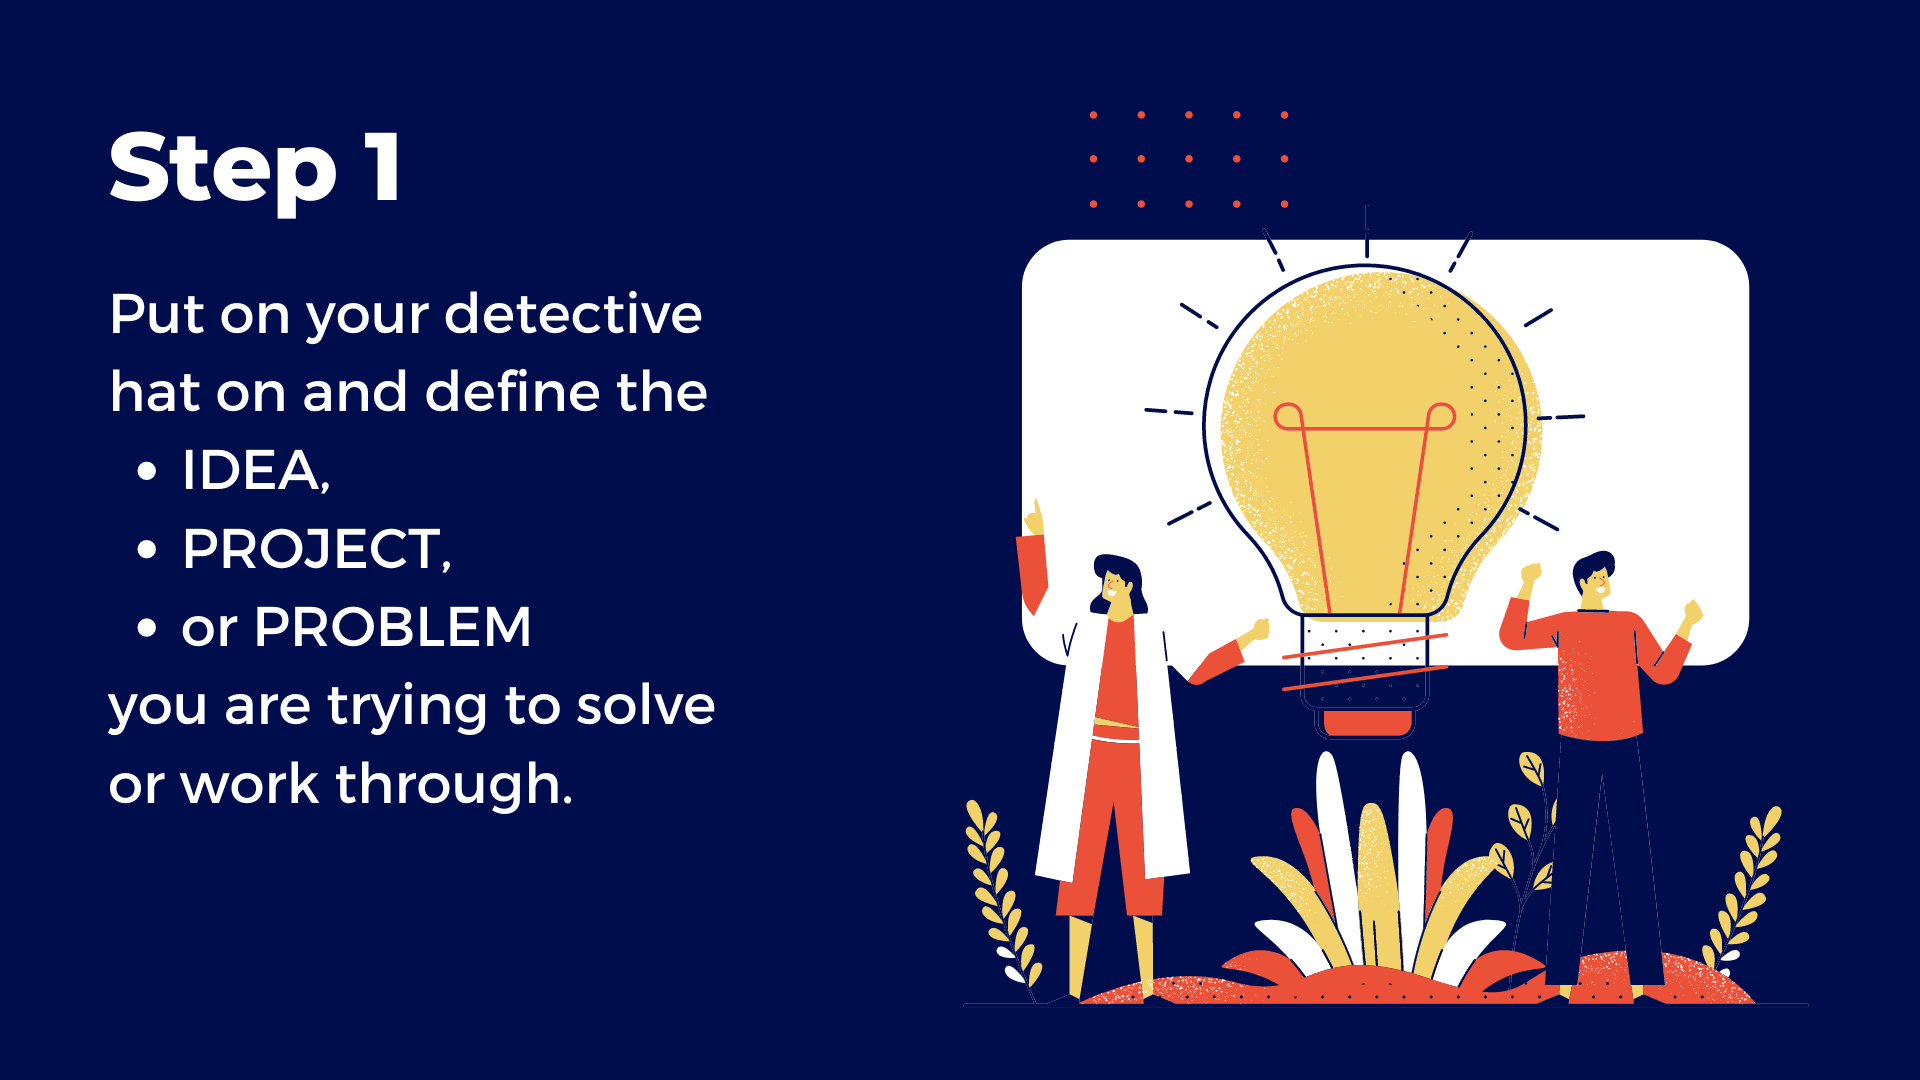 Step 1
Put on your detective
hat on and define the
• IDEA,
• PROJECT,
• or PROBLEM
you are trying to solve
or work through.